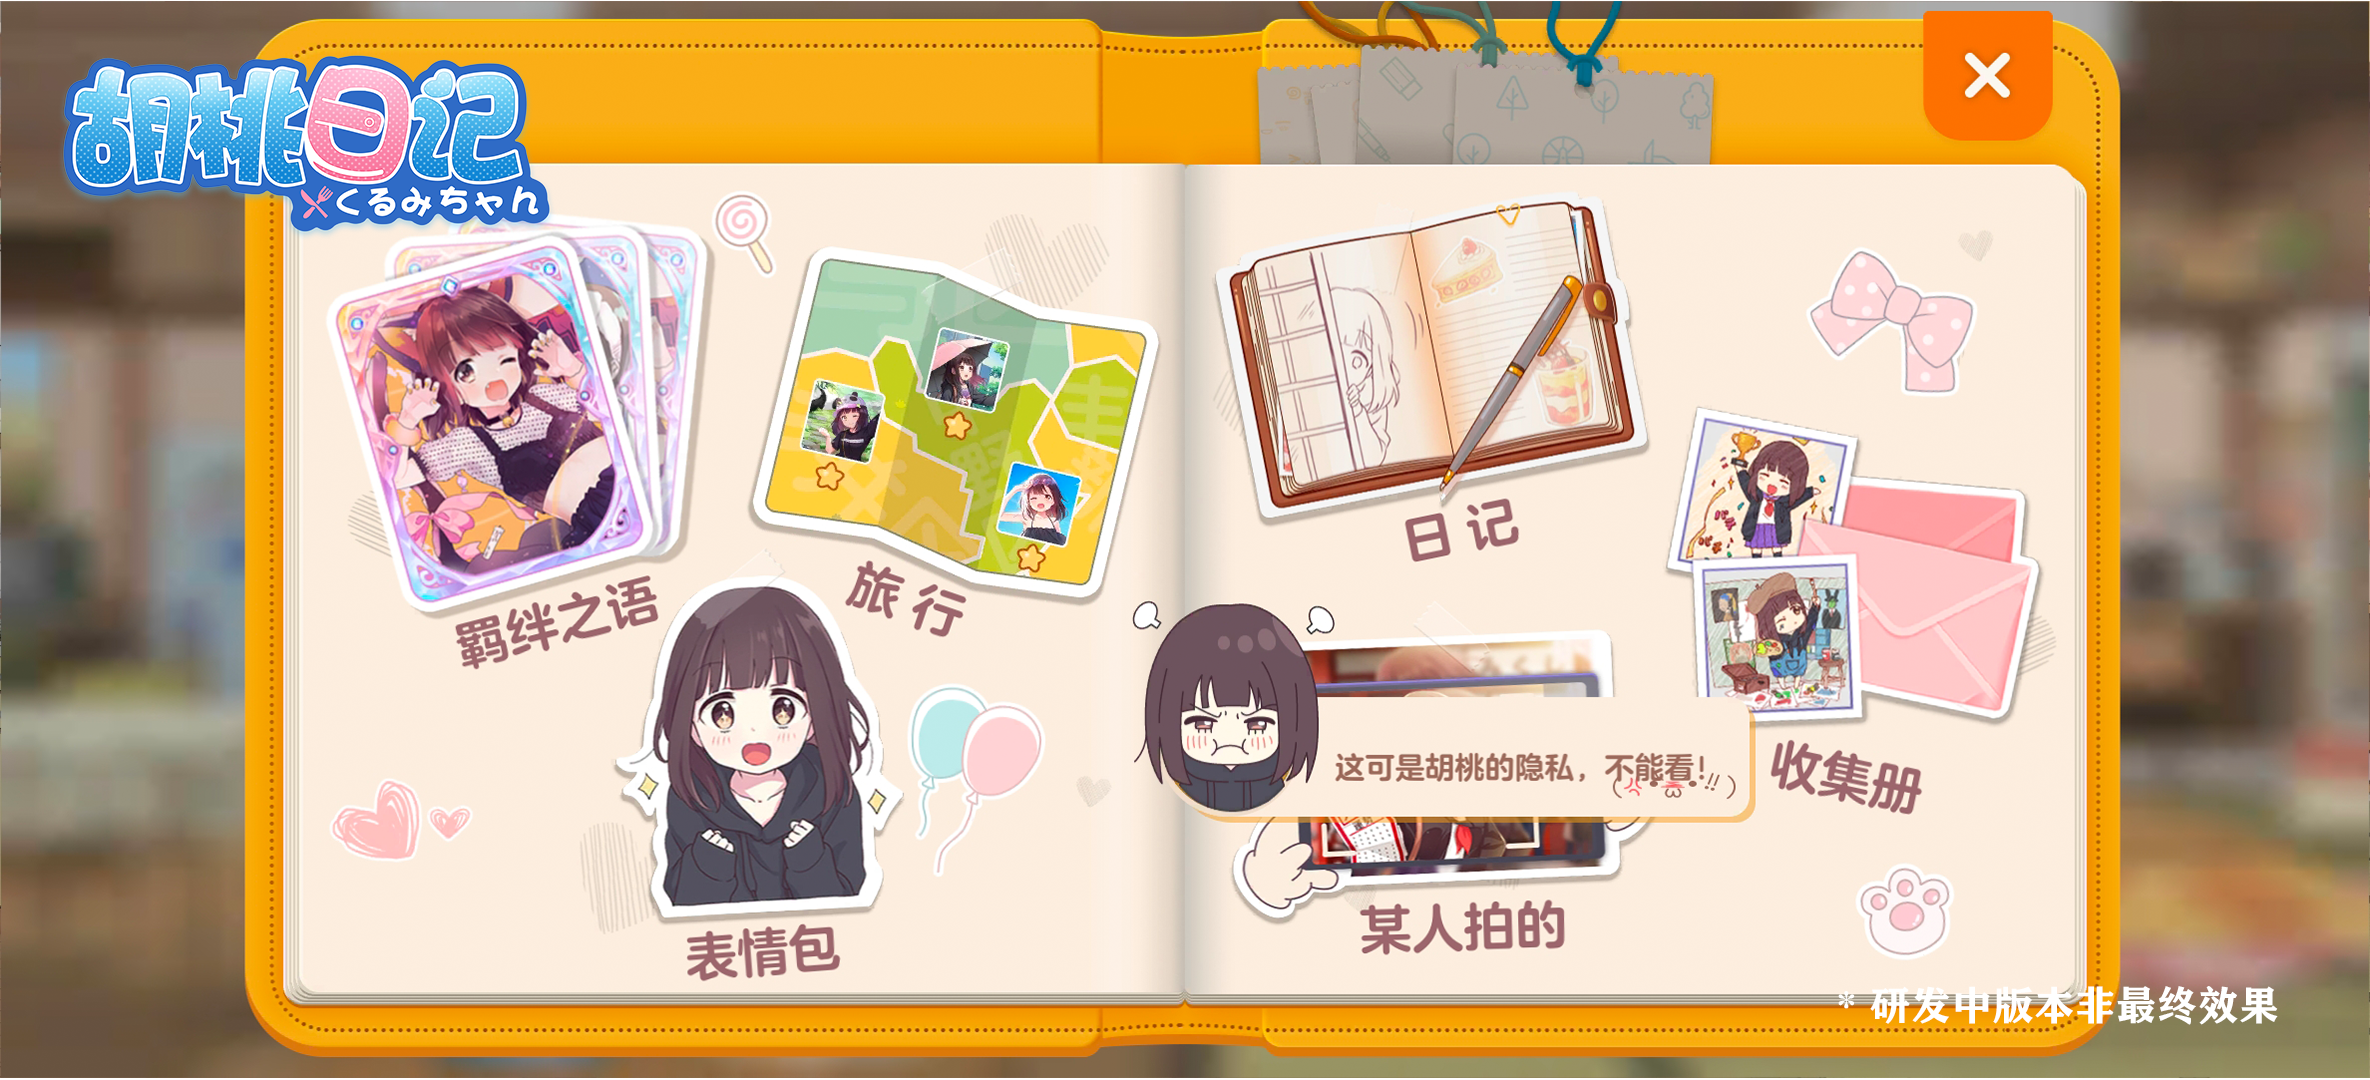 胡桃日记
くるみちゃん
羁绊之语
旅行
日记
这可是胡桃的隐私，不能看！
收集册
表情包
某人拍的
* 研发中版本非最终效果